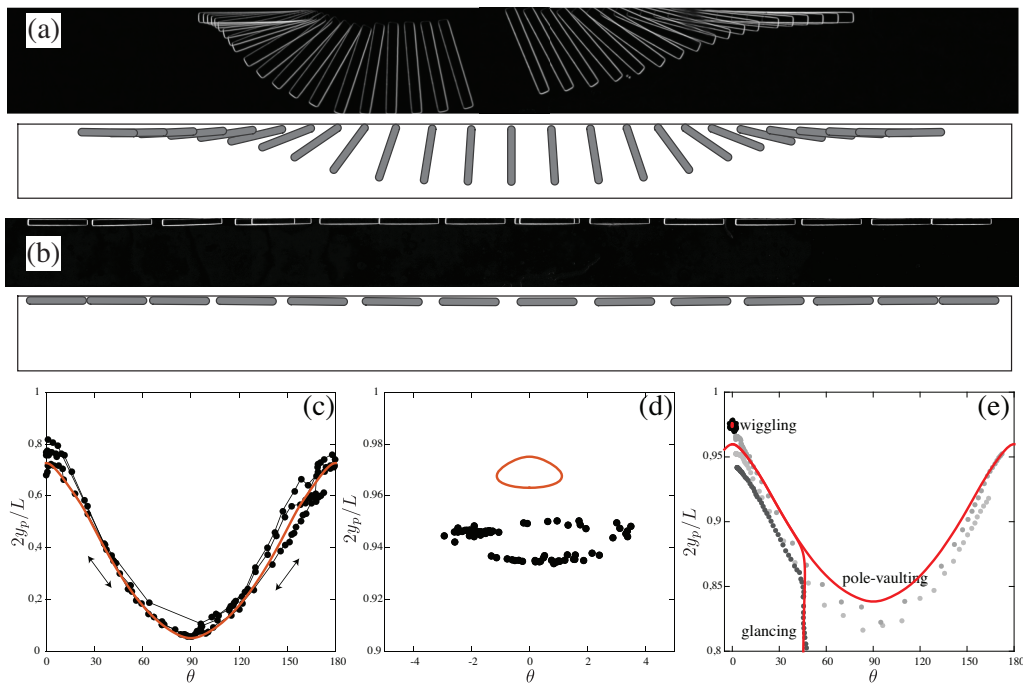 (a)
(b)
(c)
1
0.8
0.6
0.4
0.2
0
0 30 60 90 120 150 180
2y_p/L
θ
(d)
1
0.98
0.96
0.94
0.92
0.9
-4 -2 0 2 4
2y_p/L
θ
(e)
1
0.95
0.9
0.85
0.8
0 30 60 90 120 150 180
2y_p/L
θ
wiggling
pole-vaulting
glancing